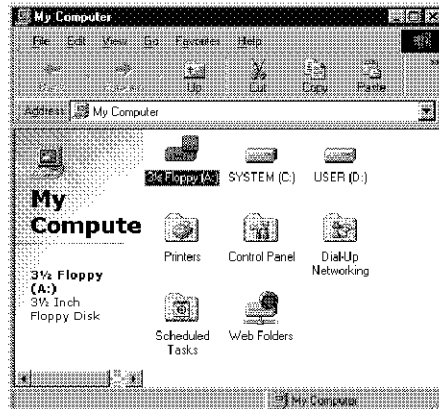 My Computer
File Edit View Go Favorites Help
Up Cut Copy Paste
Address My Computer
3½ Floppy (A:) SYSTEM (C:) USER (D:)
My
Compute
Printers Control Panel Dial-Up
Networking
3½ Floppy
(A:)
3½ Inch
Floppy Disk
Scheduled
Tasks
Web Folders
My Computer